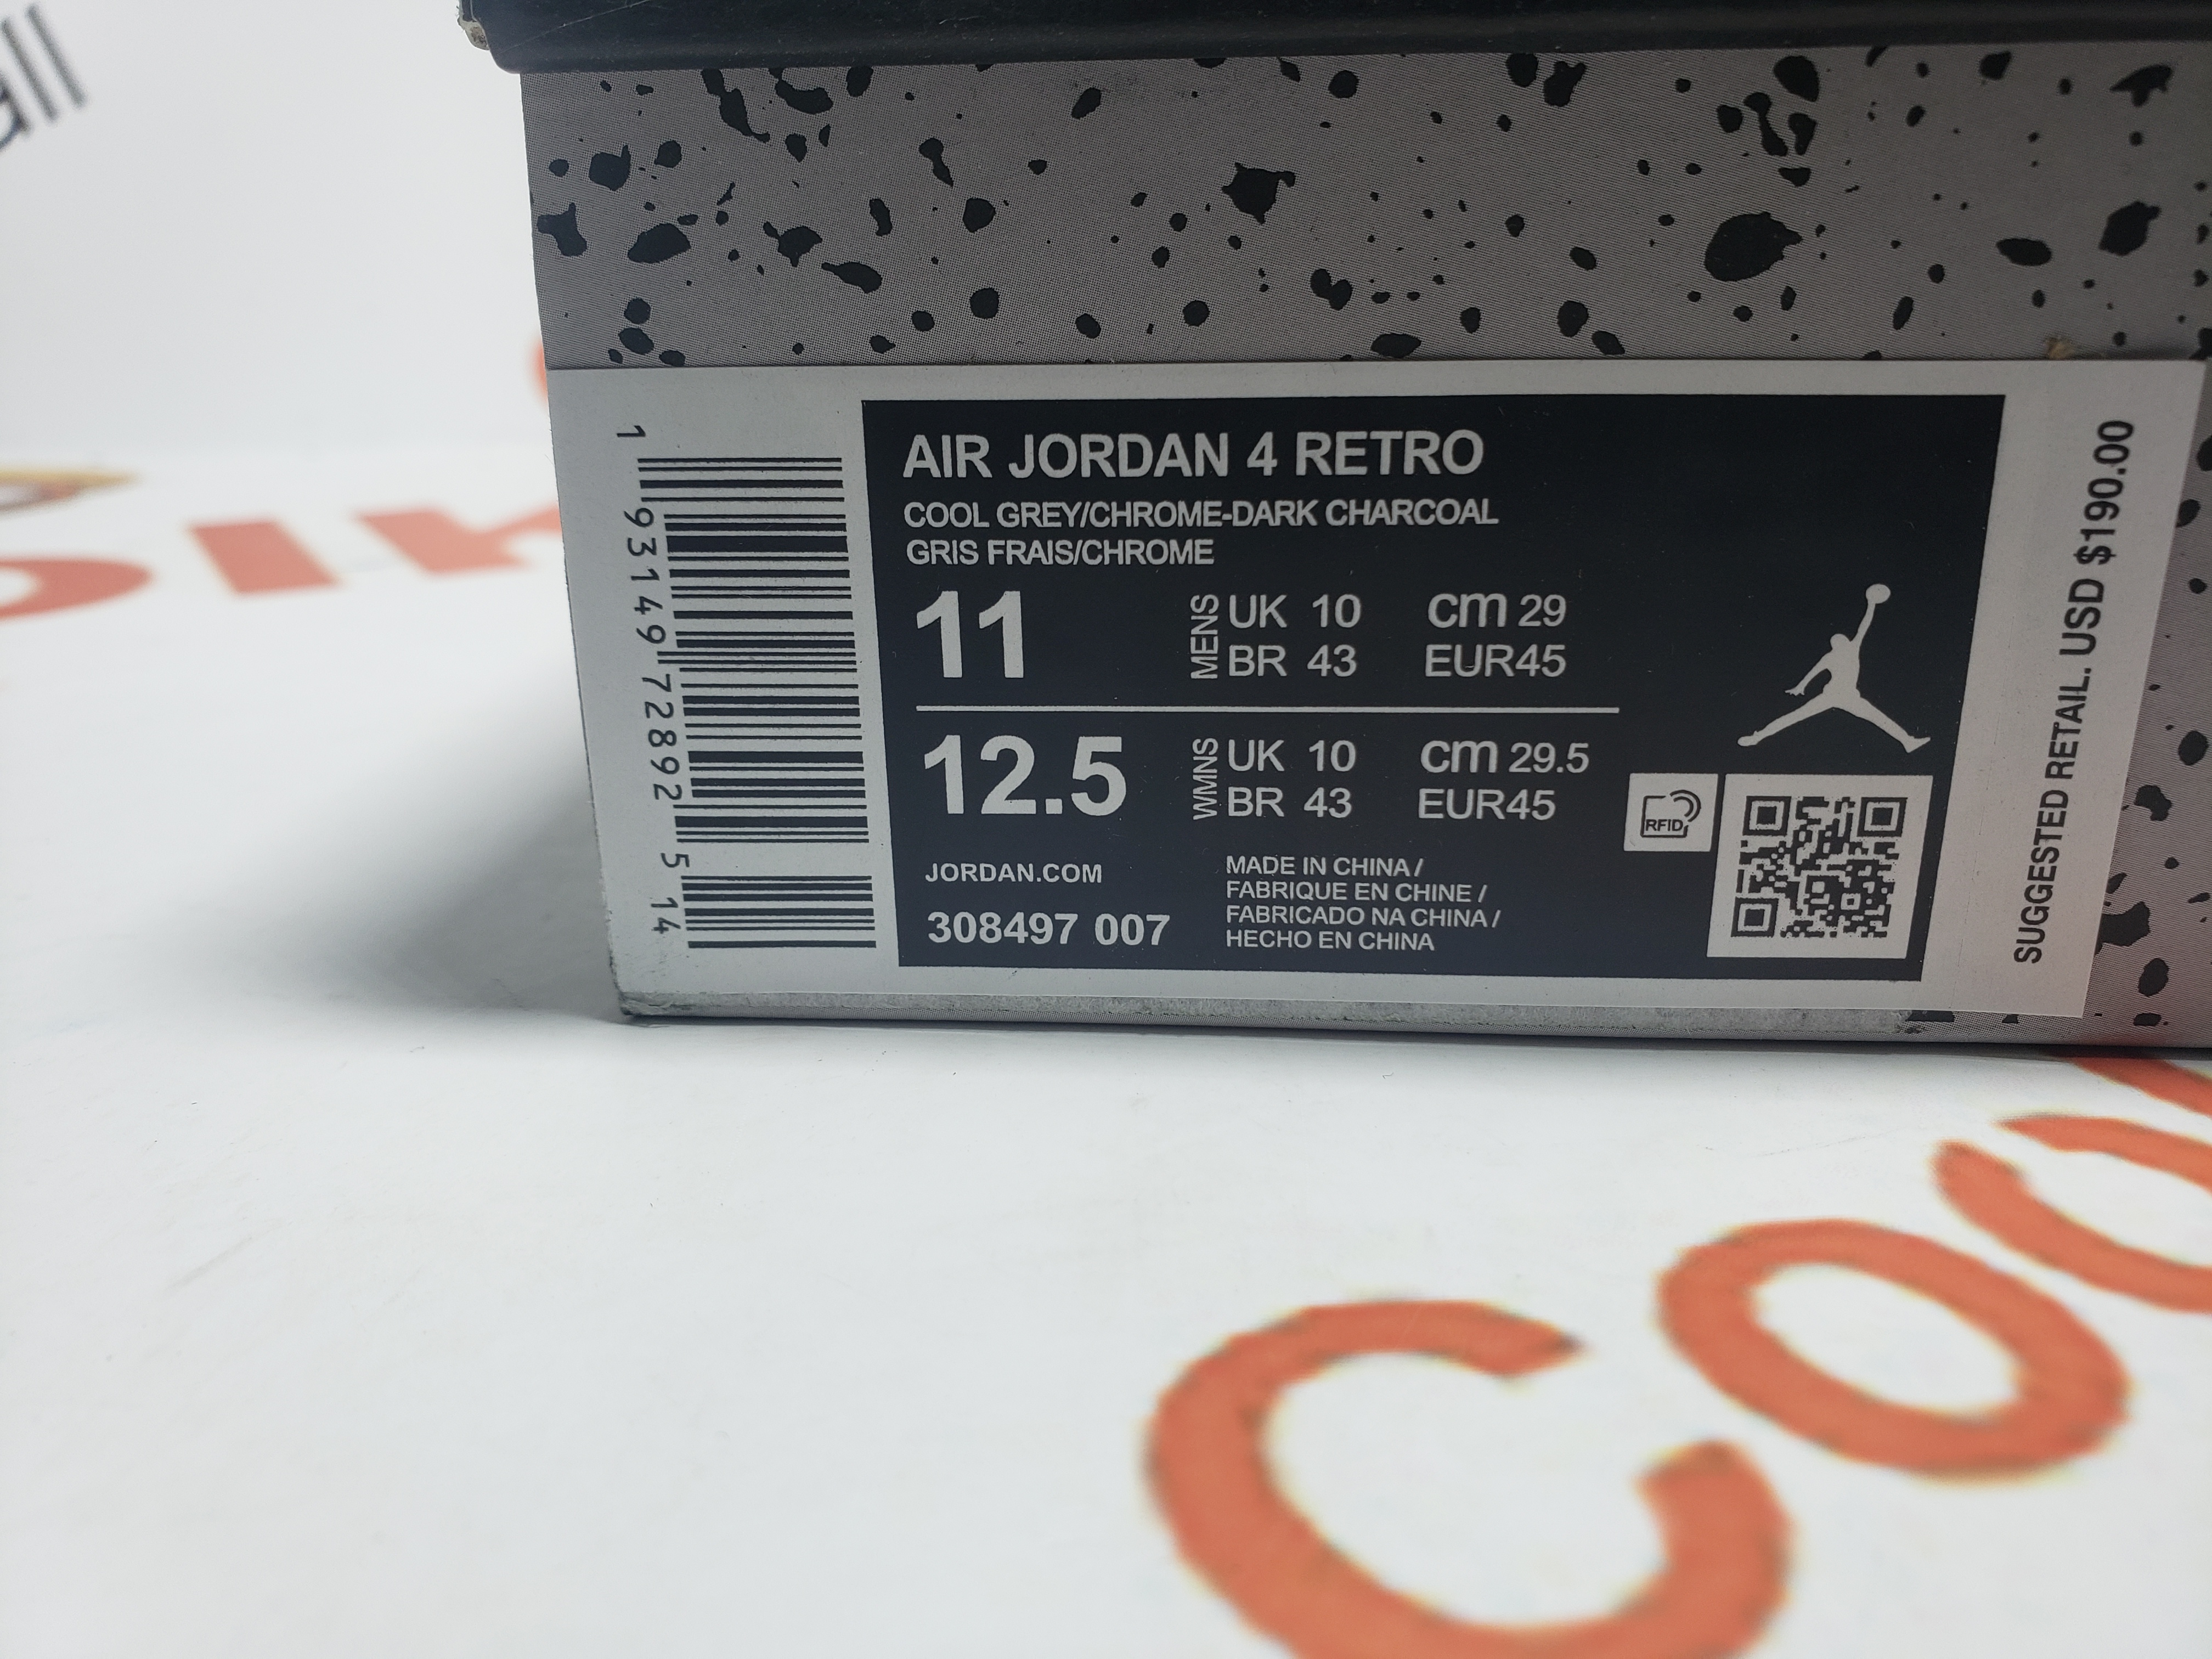 AIR JORDAN 4 RETRO
COOL GREY/CHROME-DARK CHARCOAL
GRIS FRAIS/CHROME
11 MENS UK 10 cm 29
BR 43 EUR45
12.5 WMNS UK 10 cm 29.5
BR 43 EUR45
JORDAN.COM
308497 007
MADE IN CHINA /
FABRIQUE EN CHINE /
FABRICADO NA CHINA /
HECHO EN CHINA
RFID
1 93149 72892 5 14
SUGGESTED RETAIL. USD $190.00